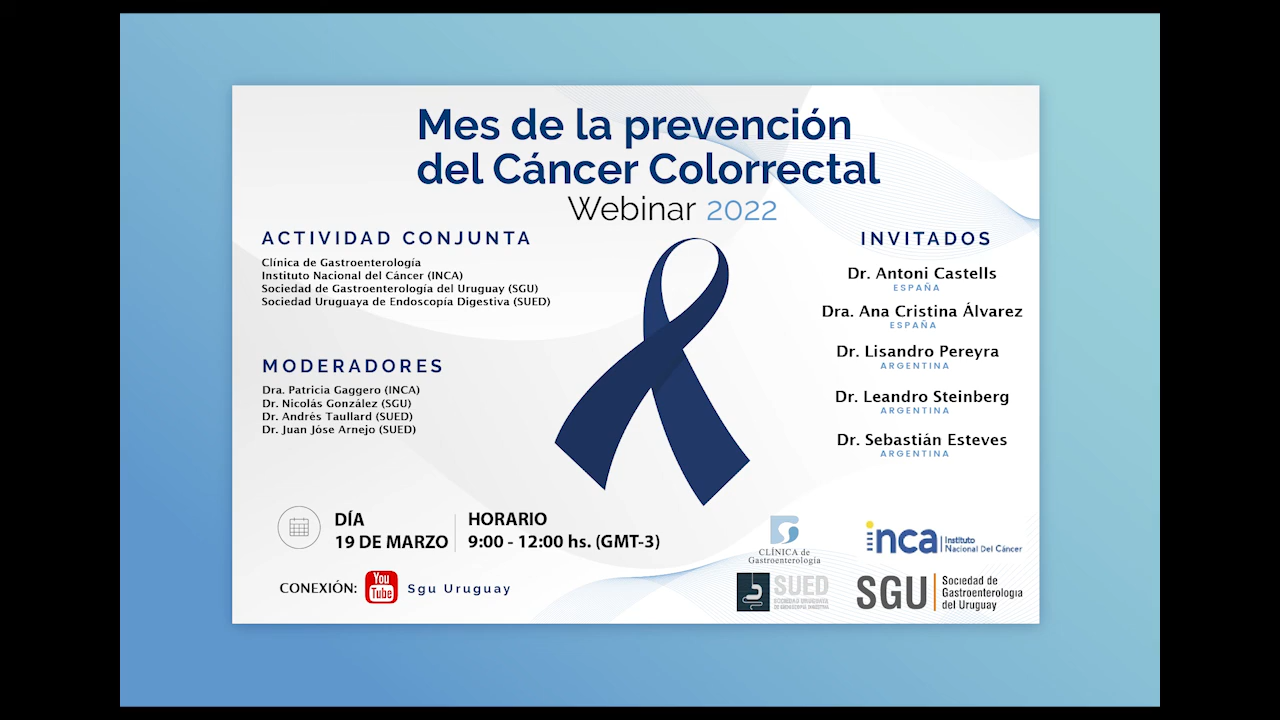 Mes de la prevención
del Cáncer Colorrectal
Webinar 2022
ACTIVIDAD CONJUNTA
Clínica de Gastroenterología
Instituto Nacional del Cáncer (INCA)
Sociedad de Gastroenterología del Uruguay (SGU)
Sociedad Uruguaya de Endoscopía Digestiva (SUED)
MODERADORES
Dra. Patricia Gaggero (INCA)
Dr. Nicolás González (SGU)
Dr. Andrés Taullard (SUED)
Dr. Juan Jóse Arnejo (SUED)
INVITADOS
Dr. Antoni Castells
ESPAÑA
Dra. Ana Cristina Álvarez
ESPAÑA
Dr. Lisandro Pereyra
ARGENTINA
Dr. Leandro Steinberg
ARGENTINA
Dr. Sebastián Esteves
ARGENTINA
DÍA
19 DE MARZO
HORARIO
9:00 - 12:00 hs. (GMT-3)
CONEXIÓN: You Tube Sgu Uruguay
CLÍNICA de
Gastroenterología
inca Instituto
Nacional Del Cáncer
SUED
SOCIEDAD URUGUAYA
DE ENDOSCOPÍA DIGESTIVA
SGU Sociedad de
Gastroenterología
del Uruguay